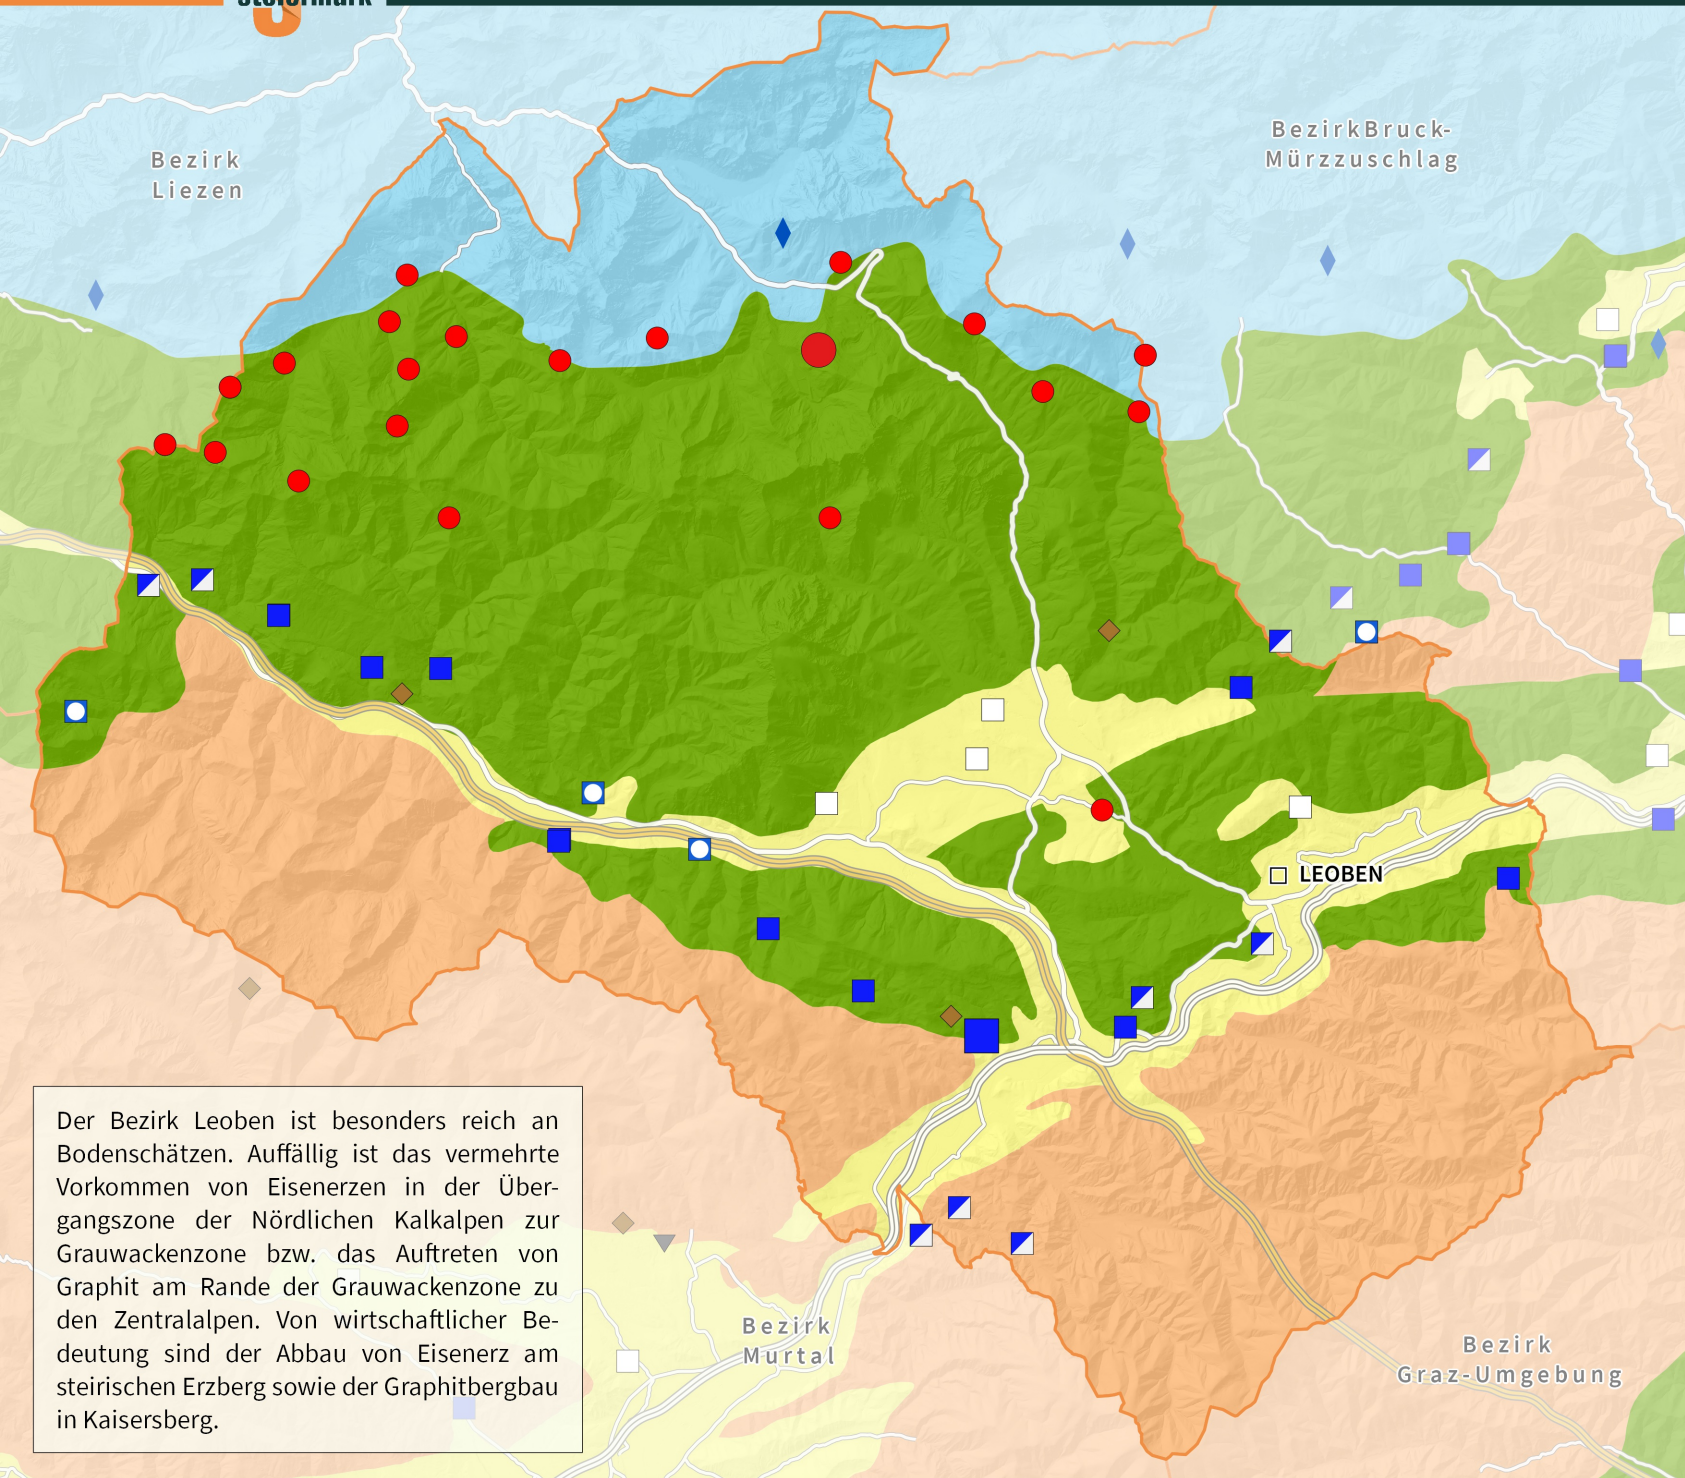 Steiermark
Bezirk
Liezen
BezirkBruck-
Mürzzuschlag
LEOBEN
Der Bezirk Leoben ist besonders reich an
Bodenschätzen. Auffällig ist das vermehrte
Vorkommen von Eisenerzen in der Über-
gangszone der Nördlichen Kalkalpen zur
Grauwackenzone bzw. das Auftreten von
Graphit am Rande der Grauwackenzone zu
den Zentralalpen. Von wirtschaftlicher Be-
deutung sind der Abbau von Eisenerz am
steirischen Erzberg sowie der Graphitbergbau
in Kaisersberg.
Bezirk
Murtal
Bezirk
Graz-Umgebung